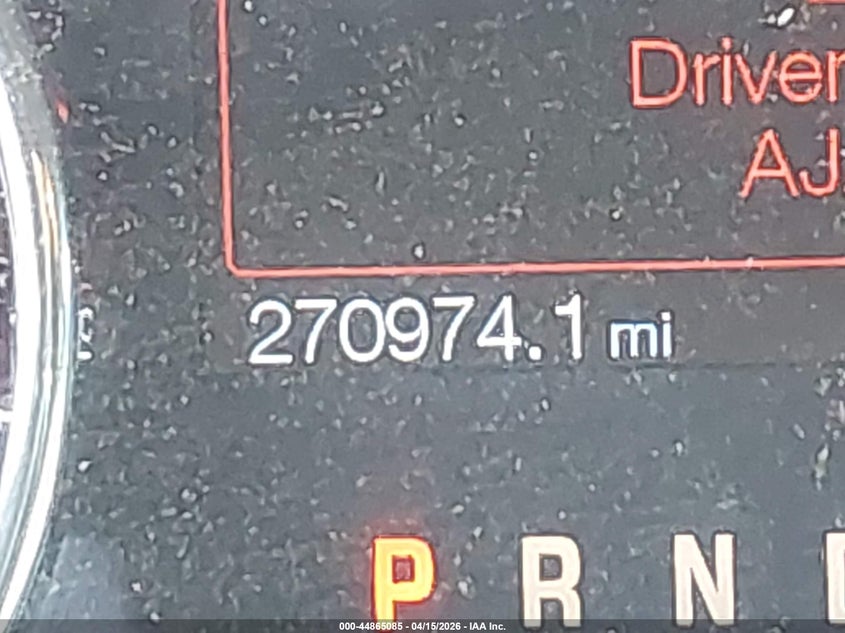 Driver
AJ
270974.1 mi
P R N
000-44865085 - 04/15/2026 - IAA Inc.